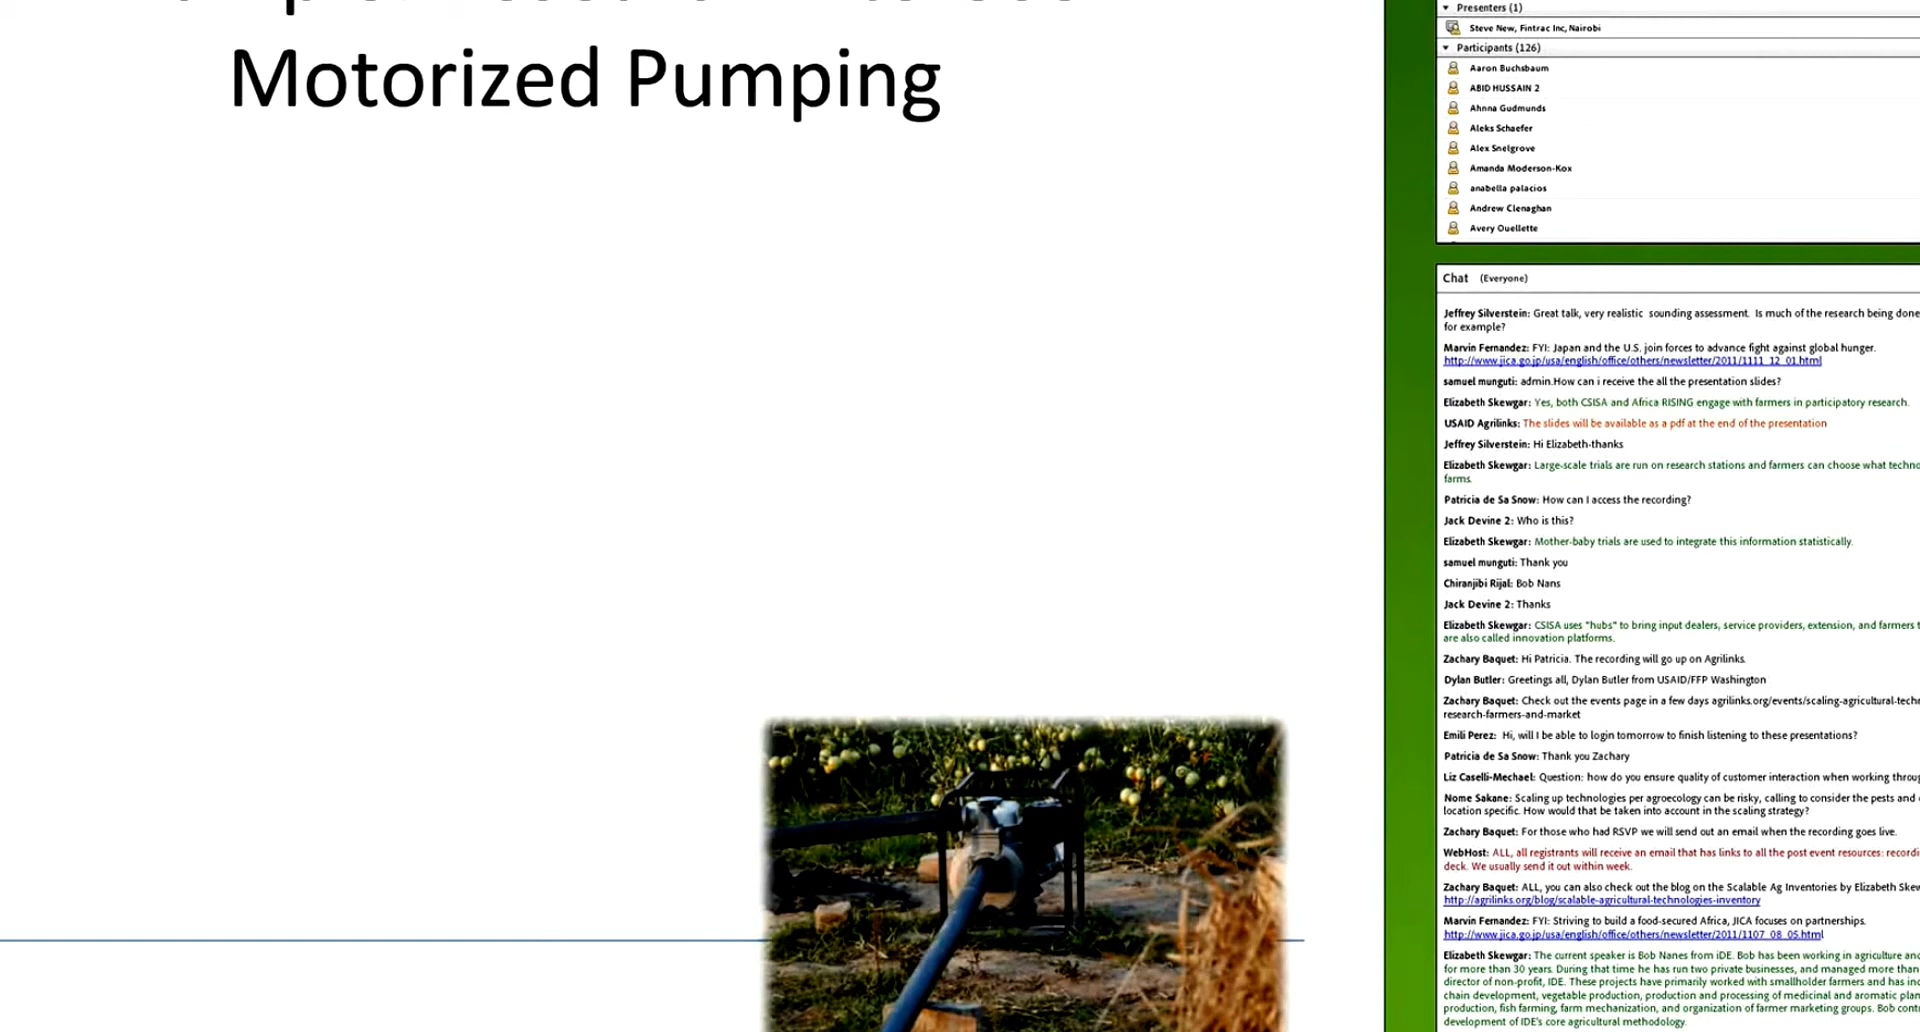 Motorized Pumping
Presenters (1)
Steve New, Fintrac Inc, Nairobi
Participants (126)
Aaron Buchsbaum
ABID HUSSAIN 2
Ahnna Gudmunds
Aleks Schaefer
Alex Snelgrove
Amanda Moderson-Kox
anabella palacios
Andrew Clenaghan
Avery Ouellette
Chat (Everyone)
Jeffrey Silverstein: Great talk, very realistic sounding assessment. Is much of the research being done
for example?
Marvin Fernandez: FYI: Japan and the U.S. join forces to advance fight against global hunger.
http://www.jica.go.jp/usa/english/office/others/newsletter/2011/1111_12_01.html
samuel munguti: admin.How can i receive the all the presentation slides?
Elizabeth Skewgar: Yes, both CSISA and Africa RISING engage with farmers in participatory research.
USAID Agrilinks: The slides will be available as a pdf at the end of the presentation
Jeffrey Silverstein: Hi Elizabeth-thanks
Elizabeth Skewgar: Large-scale trials are run on research stations and farmers can choose what techno
farms.
Patricia de Sa Snow: How can I access the recording?
Jack Devine 2: Who is this?
Elizabeth Skewgar: Mother-baby trials are used to integrate this information statistically.
samuel munguti: Thank you
Chiranjibi Rijal: Bob Nans
Jack Devine 2: Thanks
Elizabeth Skewgar: CSISA uses "hubs" to bring input dealers, service providers, extension, and farmers t
are also called innovation platforms.
Zachary Baquet: Hi Patricia. The recording will go up on Agrilinks.
Dylan Butler: Greetings all, Dylan Butler from USAID/FFP Washington
Zachary Baquet: Check out the events page in a few days agrilinks.org/events/scaling-agricultural-tech
research-farmers-and-market
Emili Perez: Hi, will I be able to login tomorrow to finish listening to these presentations?
Patricia de Sa Snow: Thank you Zachary
Liz Caselli-Mechael: Question: how do you ensure quality of customer interaction when working throug
Nome Sakane: Scaling up technologies per agroecology can be risky, calling to consider the pests and
location specific. How would that be taken into account in the scaling strategy?
Zachary Baquet: For those who had RSVP we will send out an email when the recording goes live.
WebHost: ALL, all registrants will receive an email that has links to all the post event resources: recordi
deck. We usually send it out within week.
Zachary Baquet: ALL, you can also check out the blog on the Scalable Ag Inventories by Elizabeth Skew
http://agrilinks.org/blog/scalable-agricultural-technologies-inventory
Marvin Fernandez: FYI: Striving to build a food-secured Africa, JICA focuses on partnerships.
http://www.jica.go.jp/usa/english/office/others/newsletter/2011/1107_08_05.html
Elizabeth Skewgar: The current speaker is Bob Nanes from iDE. Bob has been working in agriculture and
for more than 30 years. During that time he has run two private businesses, and managed more than
director of non-profit, IDE. These projects have primarily worked with smallholder farmers and has inc
chain development, vegetable production, production and processing of medicinal and aromatic plan
production, fish farming, farm mechanization, and organization of farmer marketing groups. Bob cont
development of IDE's core agricultural methodology.